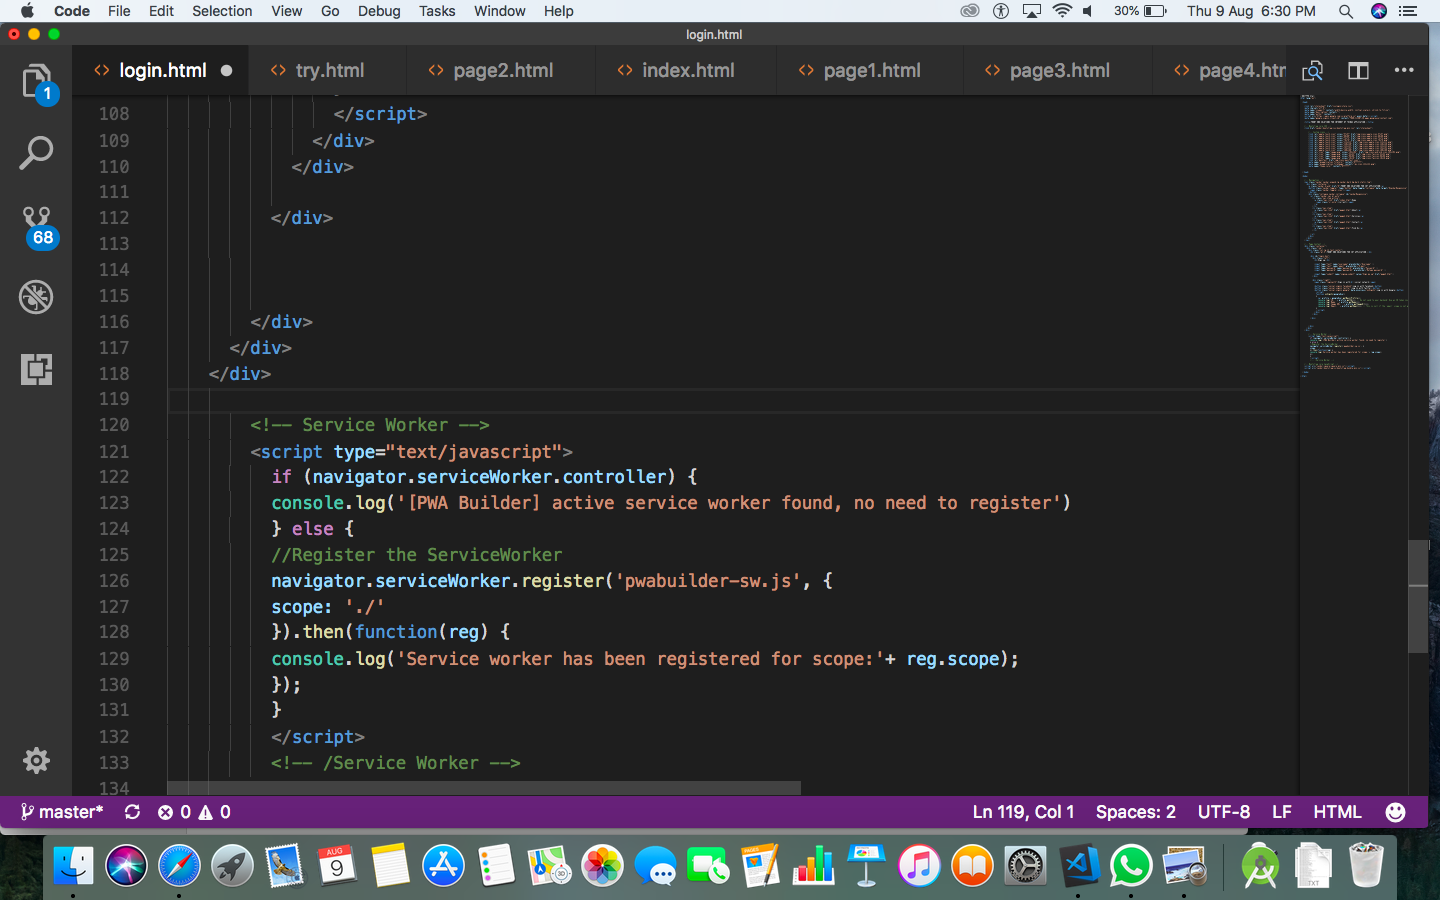 Code File Edit Selection View Go Debug Tasks Window Help 30% Thu 9 Aug 6:30 PM
login.html
login.html try.html page2.html index.html page1.html page3.html page4.htm
1
68
108 </script>
109 </div>
110 </div>
111
112 </div>
113
114
115
116 </div>
117 </div>
118 </div>
119
120 <!-- Service Worker -->
121 <script type="text/javascript">
122 if (navigator.serviceWorker.controller) {
123 console.log('[PWA Builder] active service worker found, no need to register')
124 } else {
125 //Register the ServiceWorker
126 navigator.serviceWorker.register('pwabuilder-sw.js', {
127 scope: './'
128 }).then(function(reg) {
129 console.log('Service worker has been registered for scope:'+ reg.scope);
130 });
131 }
132 </script>
133 <!-- /Service Worker -->
134
master* 0 0 Ln 119, Col 1 Spaces: 2 UTF-8 LF HTML
AUG
9
3D
PAGES
TXT